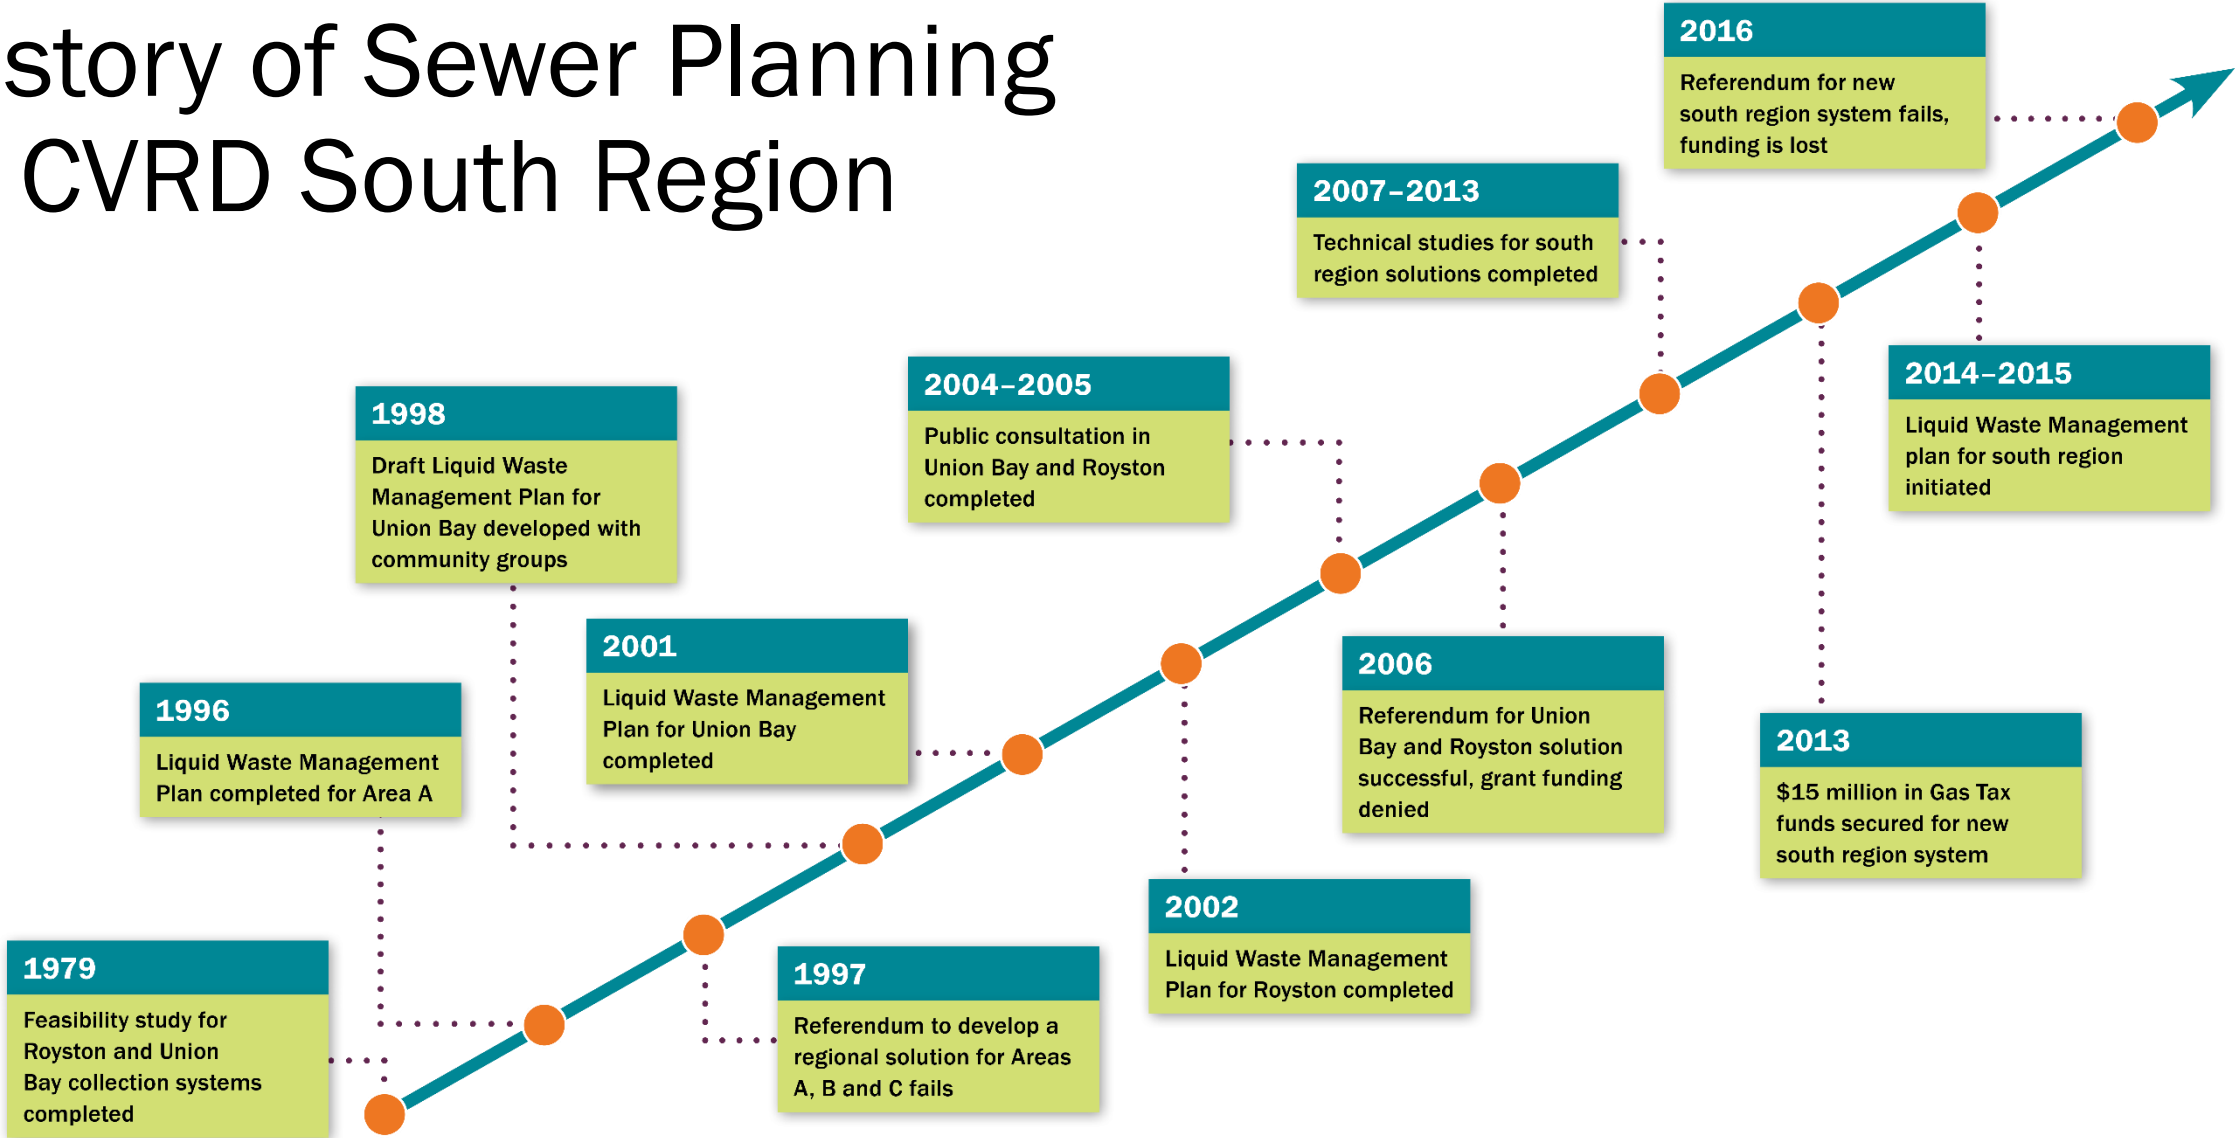 story of Sewer Planning
CVRD South Region
1979
Feasibility study for
Royston and Union
Bay collection systems
completed
1996
Liquid Waste Management
Plan completed for Area A
1997
Referendum to develop a
regional solution for Areas
A, B and C fails
1998
Draft Liquid Waste
Management Plan for
Union Bay developed with
community groups
2001
Liquid Waste Management
Plan for Union Bay
completed
2002
Liquid Waste Management
Plan for Royston completed
2004–2005
Public consultation in
Union Bay and Royston
completed
2006
Referendum for Union
Bay and Royston solution
successful, grant funding
denied
2007–2013
Technical studies for south
region solutions completed
2013
$15 million in Gas Tax
funds secured for new
south region system
2014–2015
Liquid Waste Management
plan for south region
initiated
2016
Referendum for new
south region system fails,
funding is lost